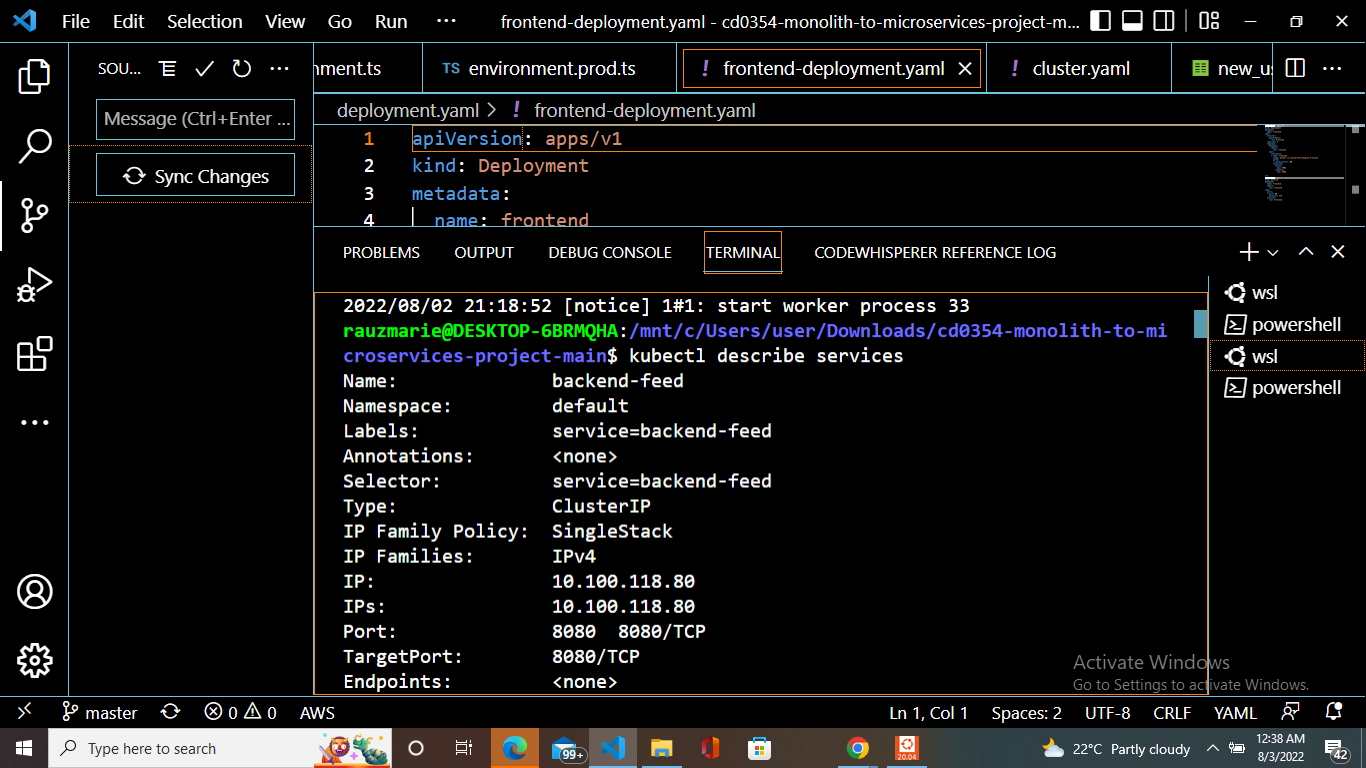 File Edit Selection View Go Run ··· frontend-deployment.yaml - cd0354-monolith-to-microservices-project-m...
SOU...
nment.ts TS environment.prod.ts ! frontend-deployment.yaml ! cluster.yaml new_us
Message (Ctrl+Enter ...
Sync Changes
deployment.yaml > ! frontend-deployment.yaml
1 apiVersion: apps/v1
2 kind: Deployment
3 metadata:
4 name: frontend
PROBLEMS OUTPUT DEBUG CONSOLE TERMINAL CODEWHISPERER REFERENCE LOG
2022/08/02 21:18:52 [notice] 1#1: start worker process 33
rauzmarie@DESKTOP-6BRMQHA:/mnt/c/Users/user/Downloads/cd0354-monolith-to-mi
croservices-project-main$ kubectl describe services
Name: backend-feed
Namespace: default
Labels: service=backend-feed
Annotations: <none>
Selector: service=backend-feed
Type: ClusterIP
IP Family Policy: SingleStack
IP Families: IPv4
IP: 10.100.118.80
IPs: 10.100.118.80
Port: 8080 8080/TCP
TargetPort: 8080/TCP
Endpoints: <none>
wsl
powershell
wsl
powershell
Activate Windows
Go to Settings to activate Windows.
master 0 0 AWS Ln 1, Col 1 Spaces: 2 UTF-8 CRLF YAML
Type here to search 99+ 20.04 22°C Partly cloudy 12:38 AM
8/3/2022 42